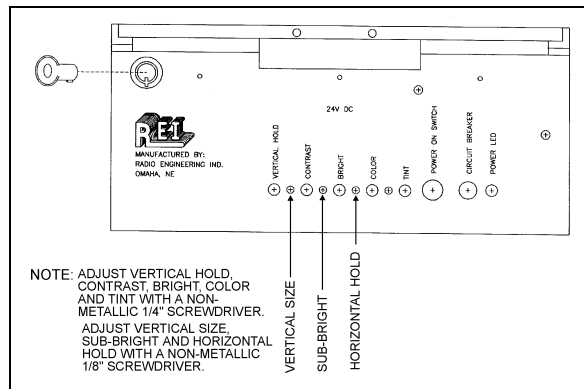 24V DC
REI
MANUFACTURED BY:
RADIO ENGINEERING IND.
OMAHA, NE
VERTICAL HOLD
CONTRAST
BRIGHT
COLOR
TINT
POWER ON SWITCH
CIRCUIT BREAKER
POWER LED
VERTICAL SIZE
SUB-BRIGHT
HORIZONTAL HOLD
NOTE: ADJUST VERTICAL HOLD,
CONTRAST, BRIGHT, COLOR
AND TINT WITH A NON-
METALLIC 1/4" SCREWDRIVER.
ADJUST VERTICAL SIZE,
SUB-BRIGHT AND HORIZONTAL
HOLD WITH A NON-METALLIC
1/8" SCREWDRIVER.